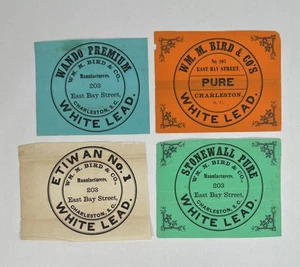 WANDO PREMIUM
WM. M. BIRD & CO.,
Manufacturers,
203
East Bay Street,
CHARLESTON, S.C.
WHITE LEAD.
WM. M. BIRD & CO'S
No 203
EAST BAY STREET,
PURE
CHARLESTON,
S. C.
WHITE LEAD.
ETIWAN No. 1
WM. M. BIRD & CO.,
Manufacturers,
203
East Bay Street,
CHARLESTON, S.C.
WHITE LEAD.
STONEWALL PURE
WM. M. BIRD & CO.,
Manufacturers,
203
East Bay Street,
CHARLESTON, S.C.
WHITE LEAD.